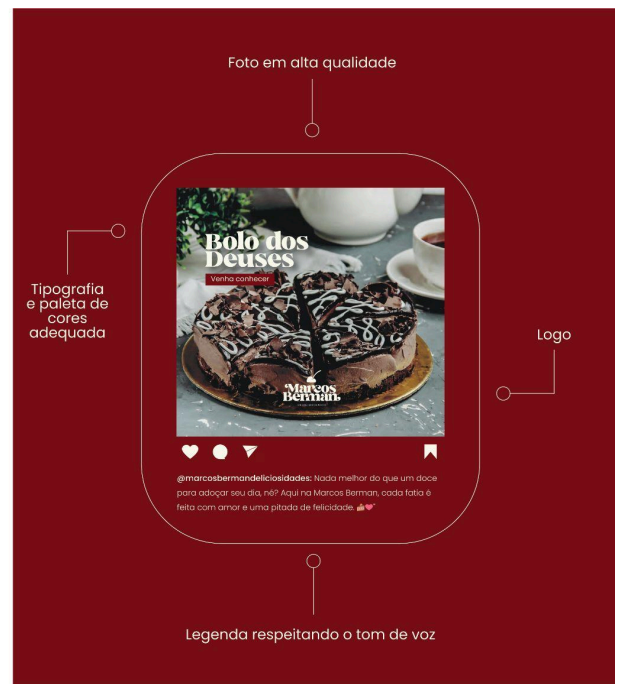 Foto em alta qualidade
Bolo dos
Deuses
Venha conhecer
Tipografia
e paleta de
cores
adequada
Logo
Marcos
Berman
@marcosbermandeliciosidades: Nada melhor do que um doce
para adoçar seu dia, nê? Aqui na Marcos Berman, cada fatia é
feita com amor e uma pitada de felicidade. 🍰💖"
Legenda respeitando o tom de voz